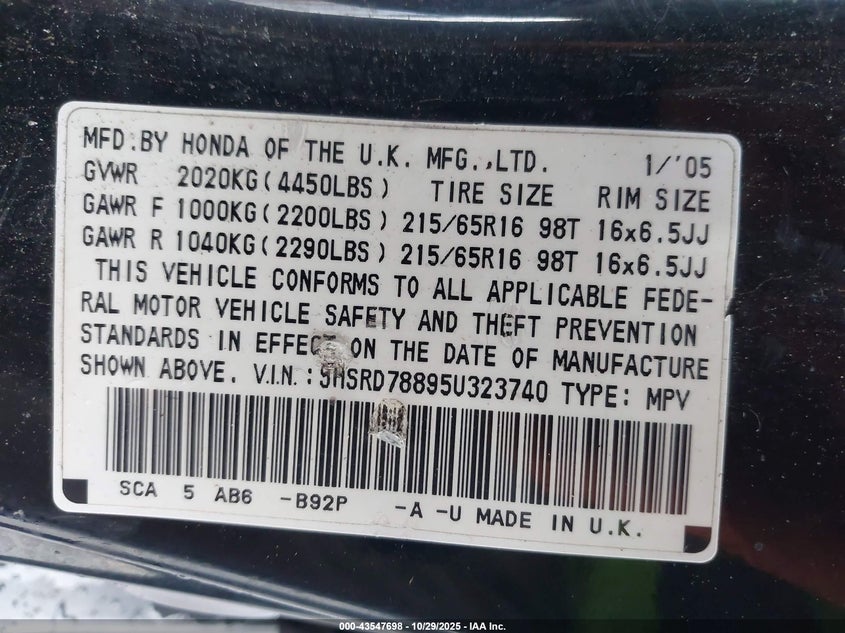 MFD.BY HONDA OF THE U.K. MFG.,LTD. 1/'05
GVWR 2020KG(4450LBS) TIRE SIZE RIM SIZE
GAWR F 1000KG(2200LBS) 215/65R16 98T 16x6.5JJ
GAWR R 1040KG(2290LBS) 215/65R16 98T 16x6.5JJ
THIS VEHICLE CONFORMS TO ALL APPLICABLE FEDE-
RAL MOTOR VEHICLE SAFETY AND THEFT PREVENTION
STANDARDS IN EFFECT ON THE DATE OF MANUFACTURE
SHOWN ABOVE. V.I.N.: SHSRD78895U323740 TYPE: MPV
SCA 5 AB6 -B92P -A -U MADE IN U.K.
000-43547698 - 10/29/2025 - IAA Inc.